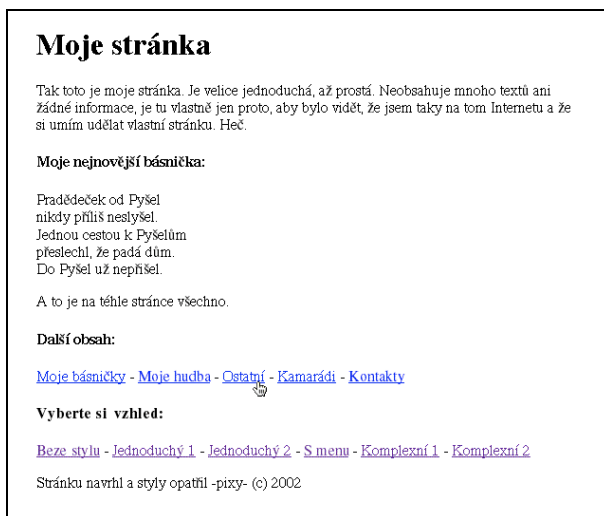 Moje stránka
Tak toto je moje stránka. Je velice jednoduchá, až prostá. Neobsahuje mnoho textů ani
žádné informace, je tu vlastně jen proto, aby bylo vidět, že jsem taky na tom Internetu a že
si umím udělat vlastní stránku. Heč.
Moje nejnovější básnička:
Pradědeček od Pyšel
nikdy příliš neslyšel.
Jednou cestou k Pyšelům
přeslechl, že padá dům.
Do Pyšel už nepřišel.
A to je na téhle stránce všechno.
Další obsah:
Moje básničky - Moje hudba - Ostatní - Kamarádi - Kontakty
Vyberte si vzhled:
Beze stylu - Jednoduchý 1 - Jednoduchý 2 - S menu - Komplexní 1 - Komplexní 2
Stránku navrhl a styly opatřil -pixy- (c) 2002